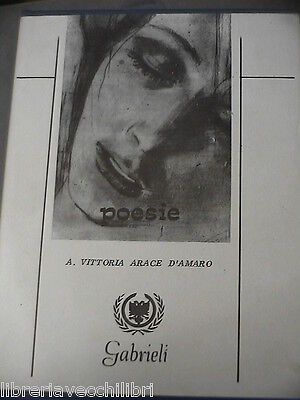 poesie
A. VITTORIA ARACE D'AMARO
Gabrieli
libreriavecchilibri